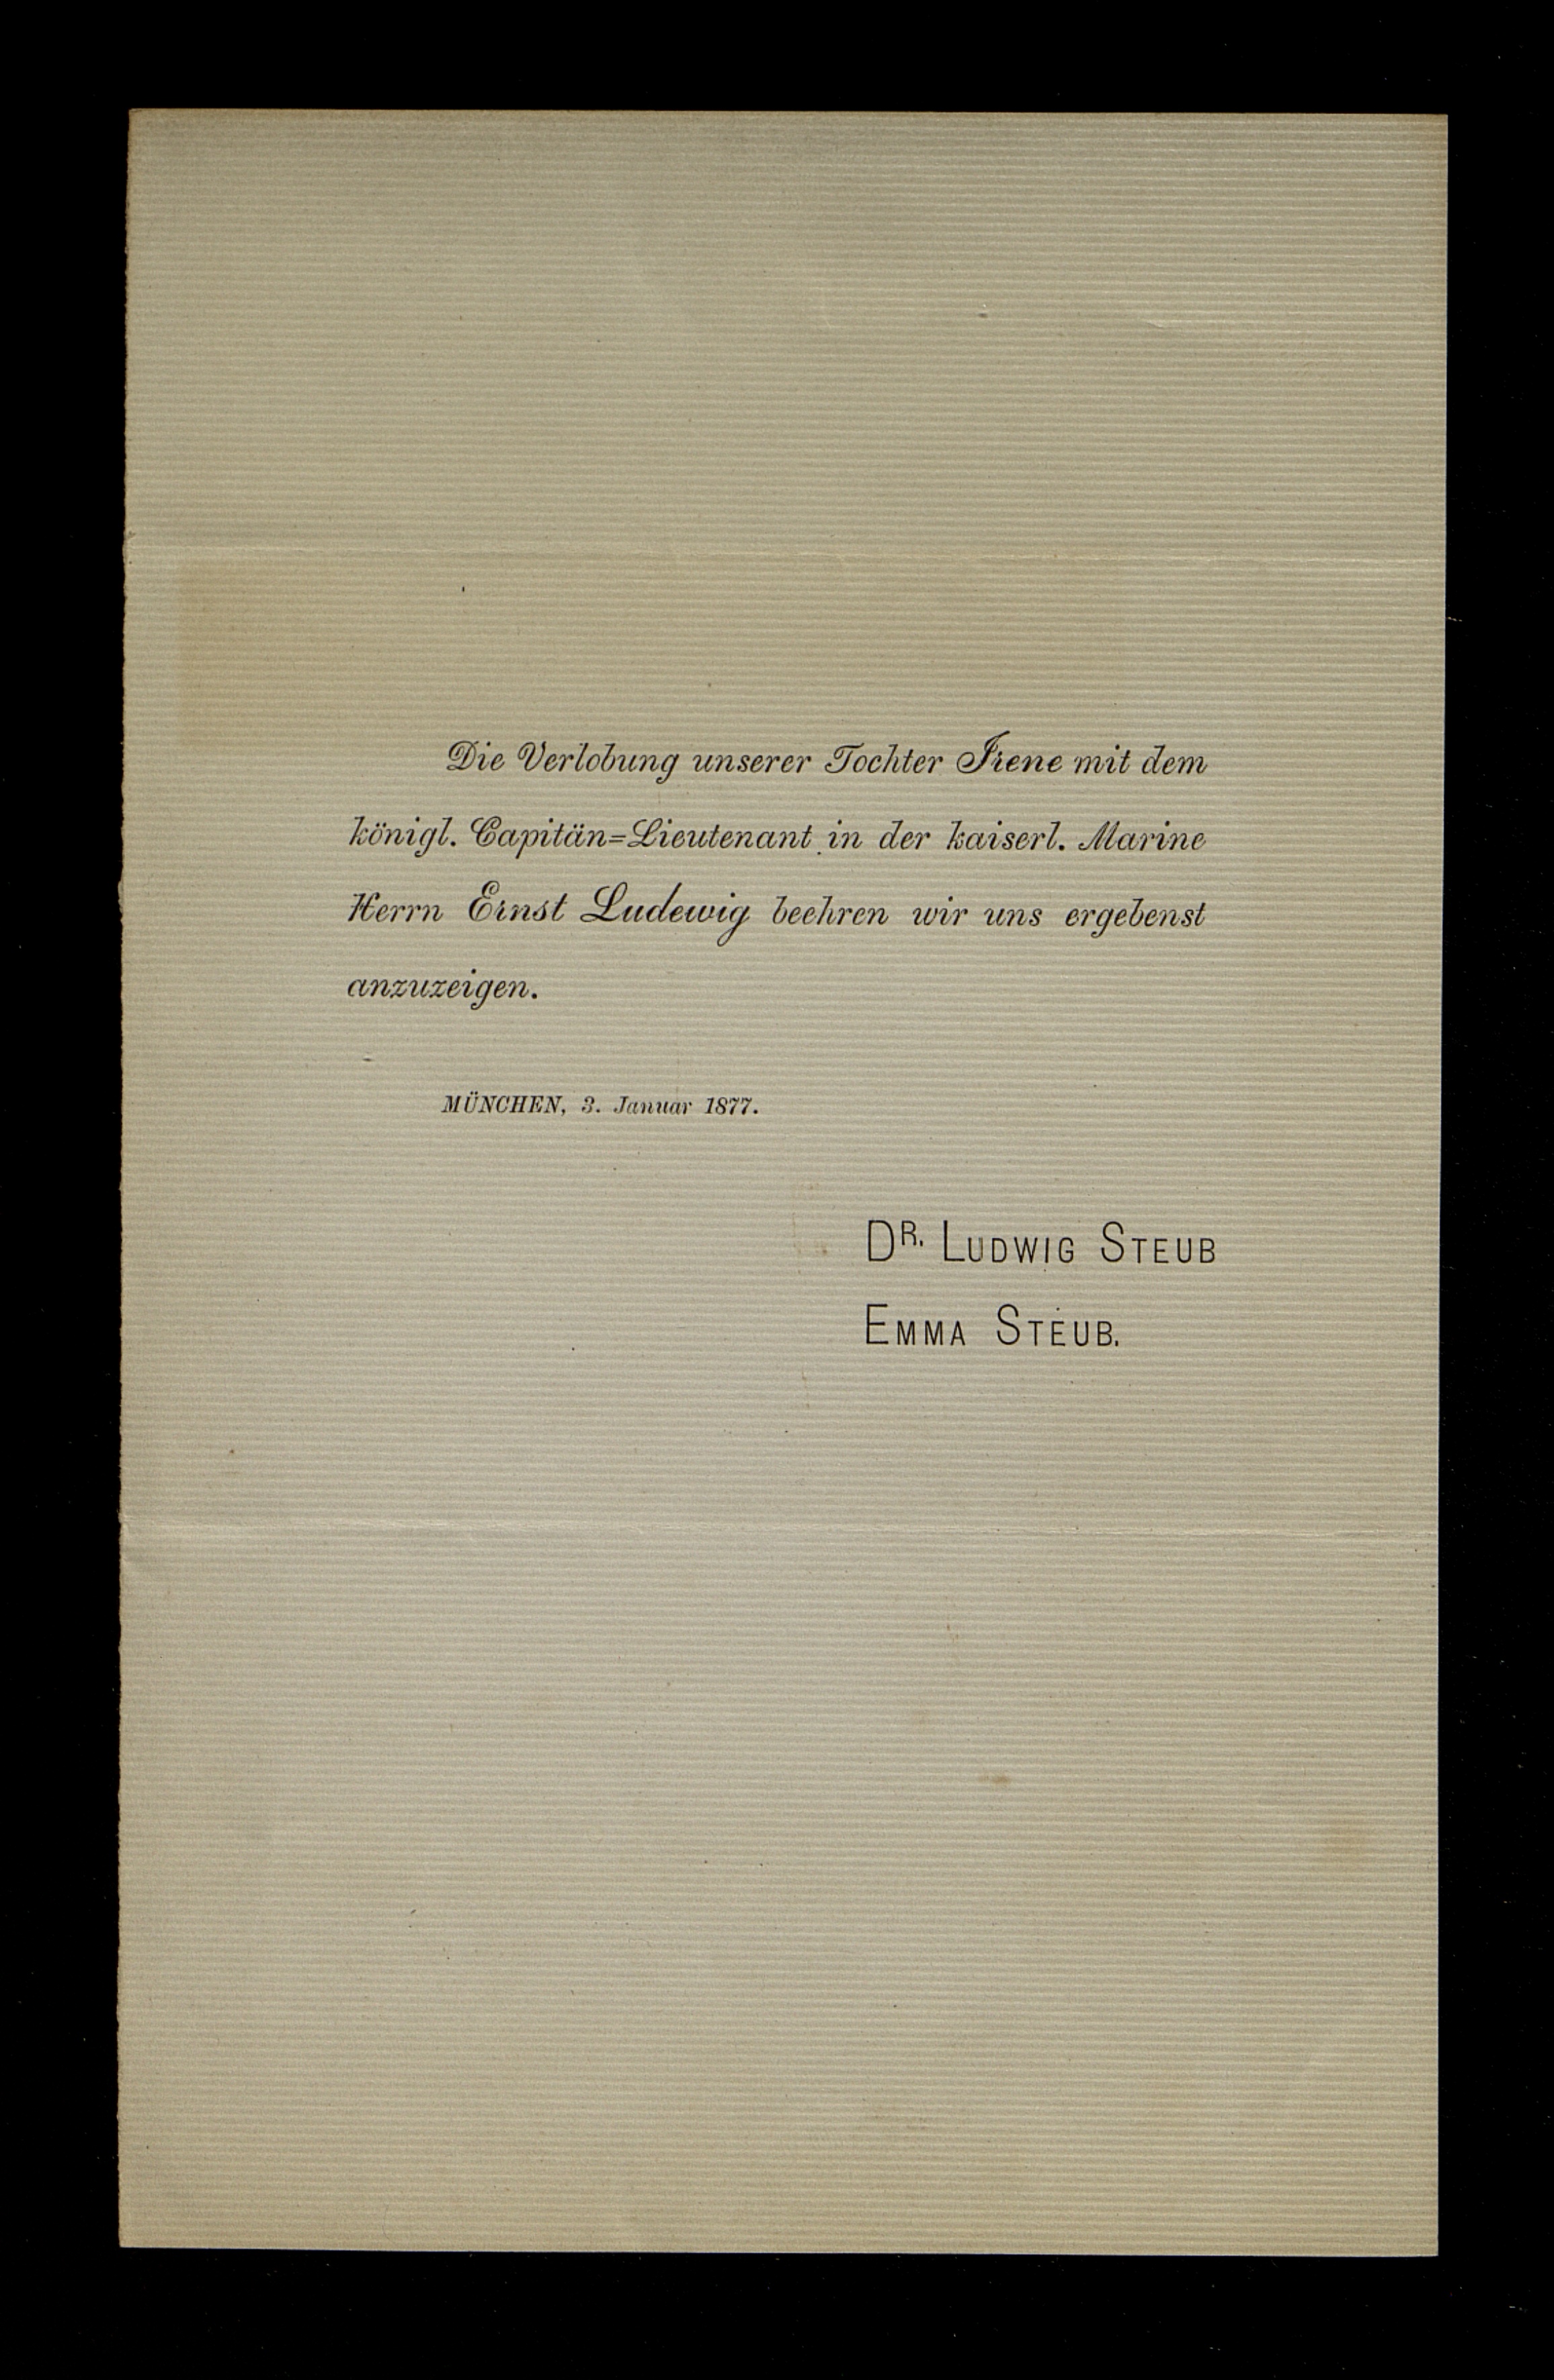 Die Verlobung unserer Tochter Irene mit dem
königl. Capitän=Lieutenant in der kaiserl. Marine
Herrn Ernst Ludewig beehren wir uns ergebenst
anzuzeigen.
MÜNCHEN, 3. Januar 1877.
DR. LUDWIG STEUB
EMMA STEUB.